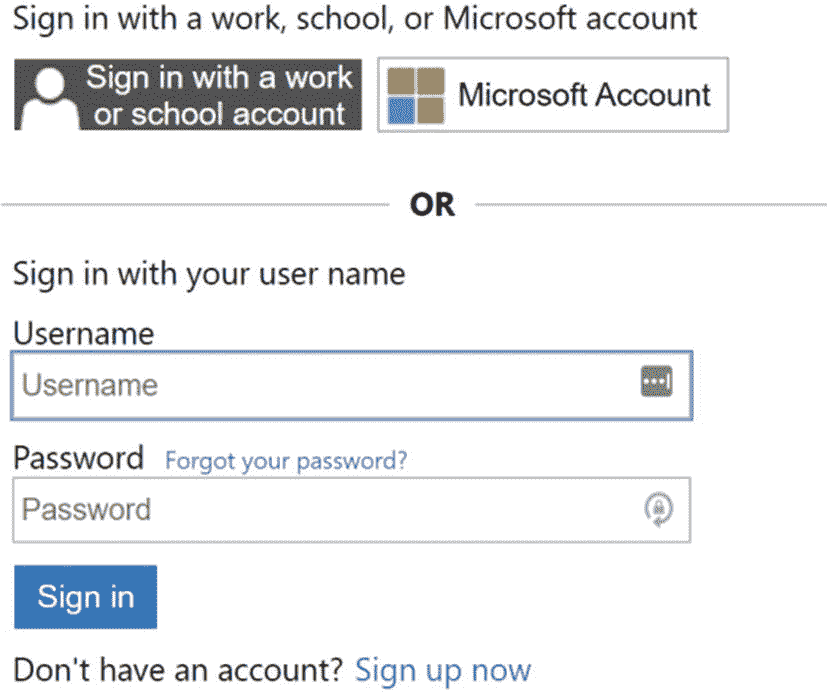 Sign in with a work, school, or Microsoft account
Sign in with a work
or school account
Microsoft Account
OR
Sign in with your user name
Username
Username
Password Forgot your password?
Password
Sign in
Don't have an account? Sign up now